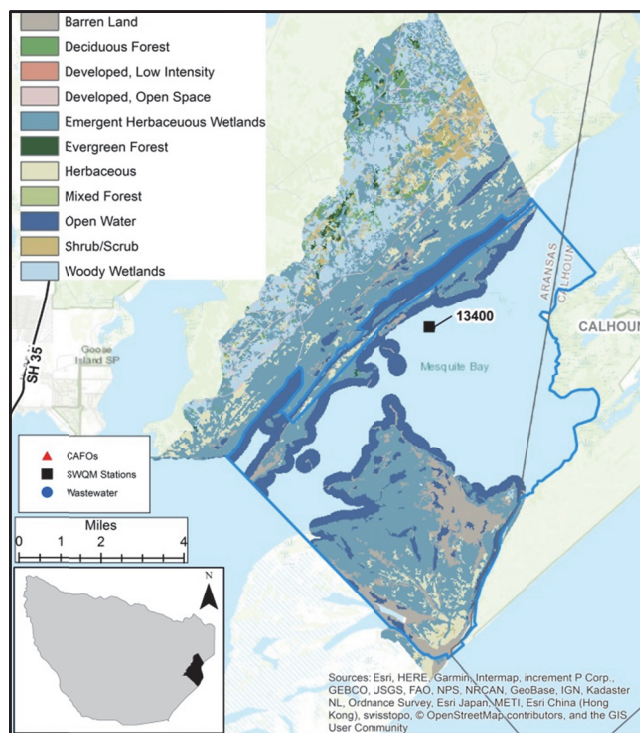 Barren Land
Deciduous Forest
Developed, Low Intensity
Developed, Open Space
Emergent Herbaceuous Wetlands
Evergreen Forest
Herbaceous
Mixed Forest
Open Water
Shrub/Scrub
Woody Wetlands
ARANSAS
CALHOUN
13400
CALHOUN
Mesquite Bay
SH 35
Goose
Island SP
CAFOs
SWQM Stations
Wastewater
Miles
0 1 2 4
N
Sources: Esri, HERE, Garmin, Intermap, increment P Corp.,
GEBCO, USGS, FAO, NPS, NRCAN, GeoBase, IGN, Kadaster
NL, Ordnance Survey, Esri Japan, METI, Esri China (Hong
Kong), swisstopo, © OpenStreetMap contributors, and the GIS
User Community